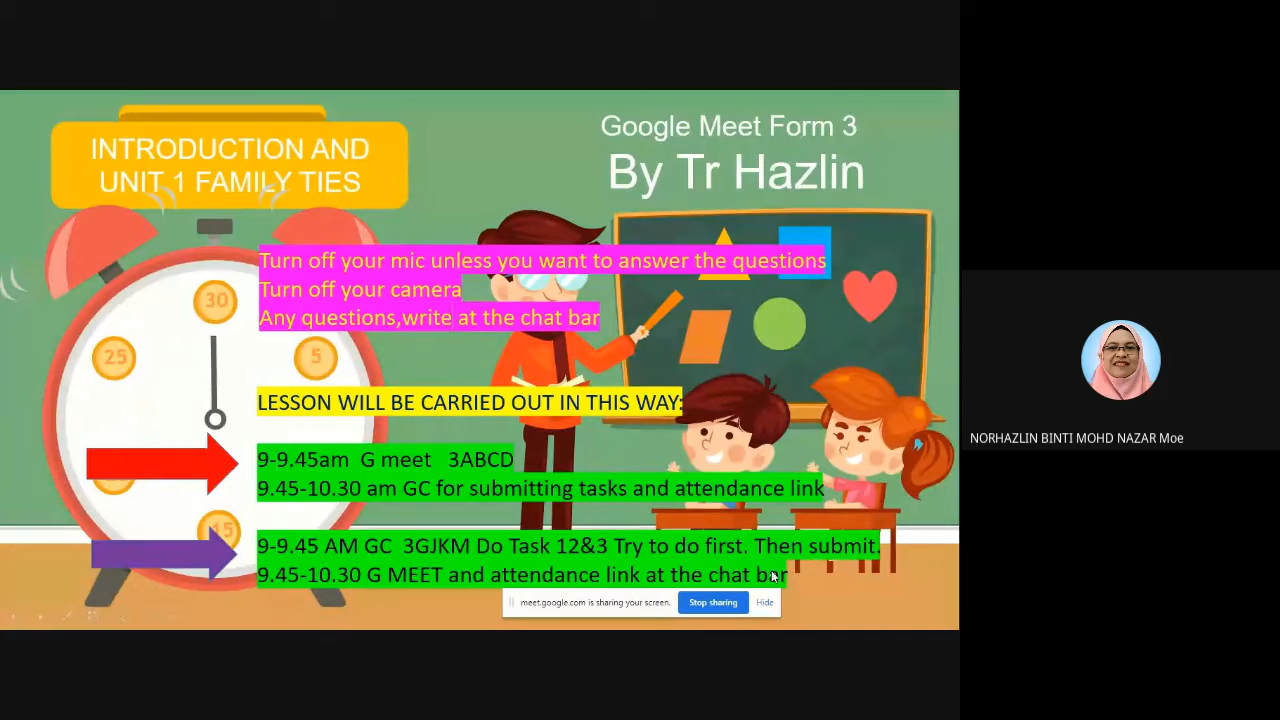 INTRODUCTION AND
UNIT 1 FAMILY TIES
Google Meet Form 3
By Tr Hazlin
30
25
5
15
Turn off your mic unless you want to answer the questions
Turn off your camera
Any questions,write at the chat bar
LESSON WILL BE CARRIED OUT IN THIS WAY:
9-9.45am G meet 3ABCD
9.45-10.30 am GC for submitting tasks and attendance link
9-9.45 AM GC 3GJKM Do Task 12&3 Try to do first. Then submit.
9.45-10.30 G MEET and attendance link at the chat bar
meet.google.com is sharing your screen.
Stop sharing
Hide
NORHAZLIN BINTI MOHD NAZAR Moe